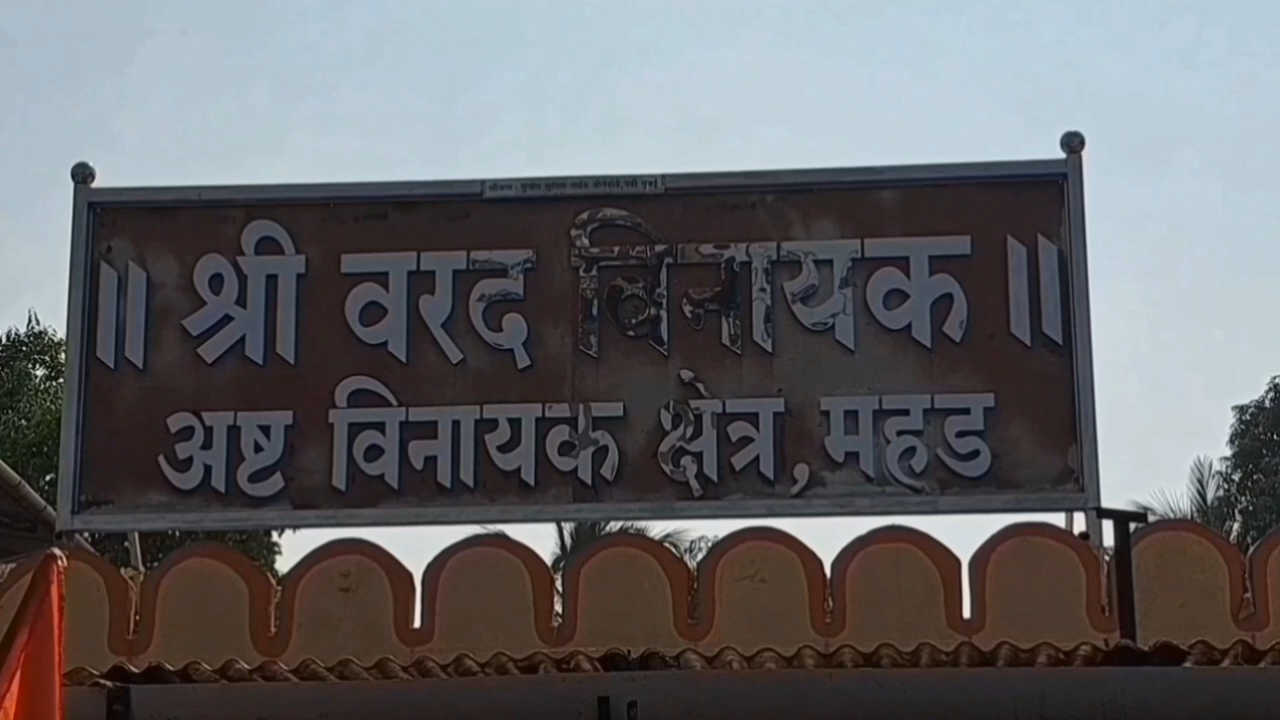 ॥ श्री वरद विनायक ॥
अष्ट विनायक क्षेत्र, महड